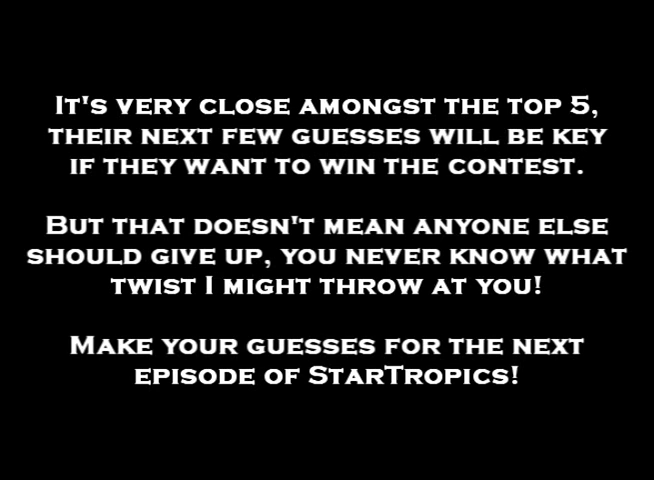 It's very close amongst the top 5,
their next few guesses will be key
if they want to win the contest.
But that doesn't mean anyone else
should give up, you never know what
twist I might throw at you!
Make your guesses for the next
episode of StarTropics!